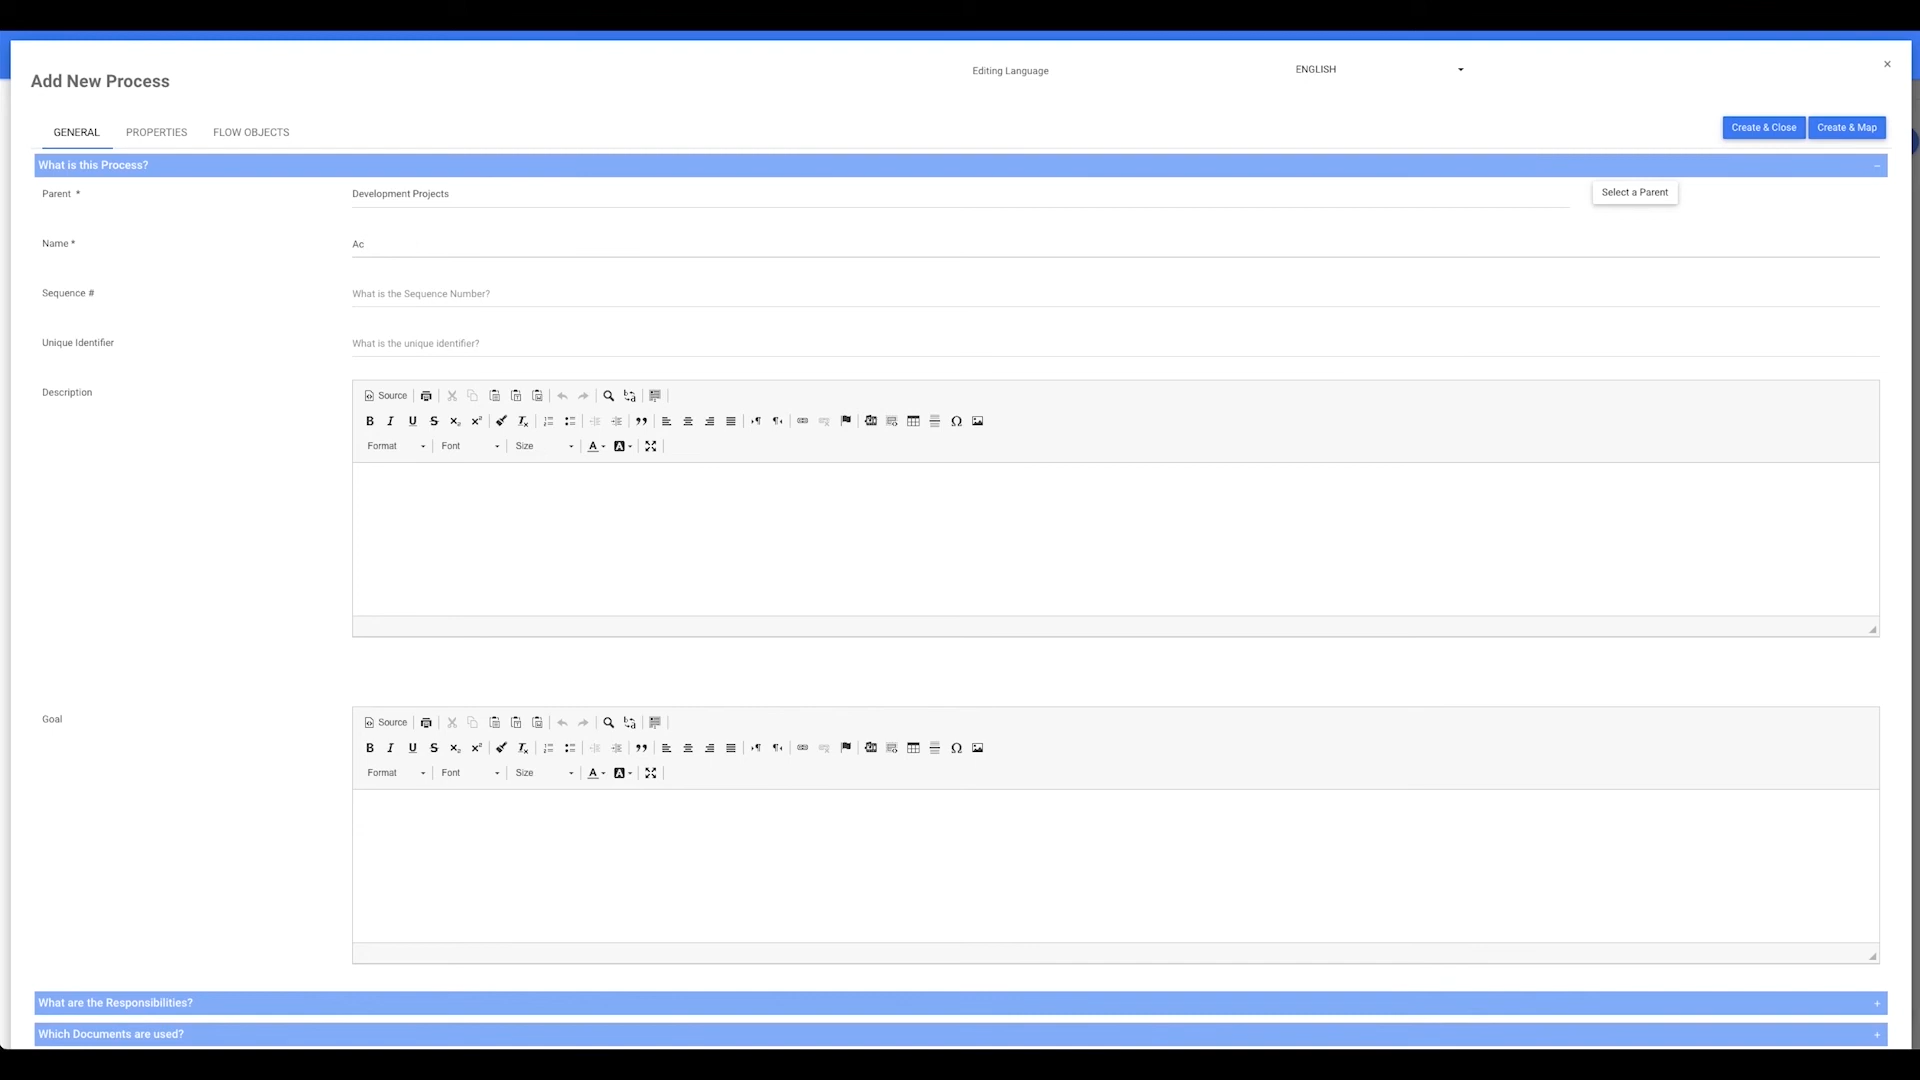 Add New Process
Editing Language
ENGLISH
×
GENERAL
PROPERTIES
FLOW OBJECTS
Create & Close
Create & Map
What is this Process?
Parent *
Development Projects
Select a Parent
Name *
Ac
Sequence #
What is the Sequence Number?
Unique Identifier
What is the unique identifier?
Description
Source
Format
Font
Size
Goal
Source
Format
Font
Size
What are the Responsibilities?
Which Documents are used?